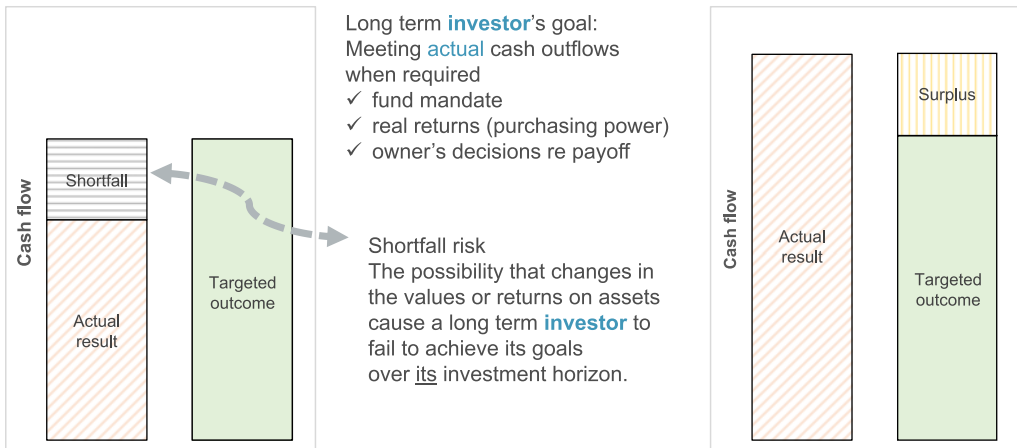 Cash flow
Shortfall
Actual
result
Targeted
outcome
Long term investor's goal:
Meeting actual cash outflows
when required
✓ fund mandate
✓ real returns (purchasing power)
✓ owner's decisions re payoff
Shortfall risk
The possibility that changes in
the values or returns on assets
cause a long term investor to
fail to achieve its goals
over its investment horizon.
Cash flow
Actual
result
Surplus
Targeted
outcome